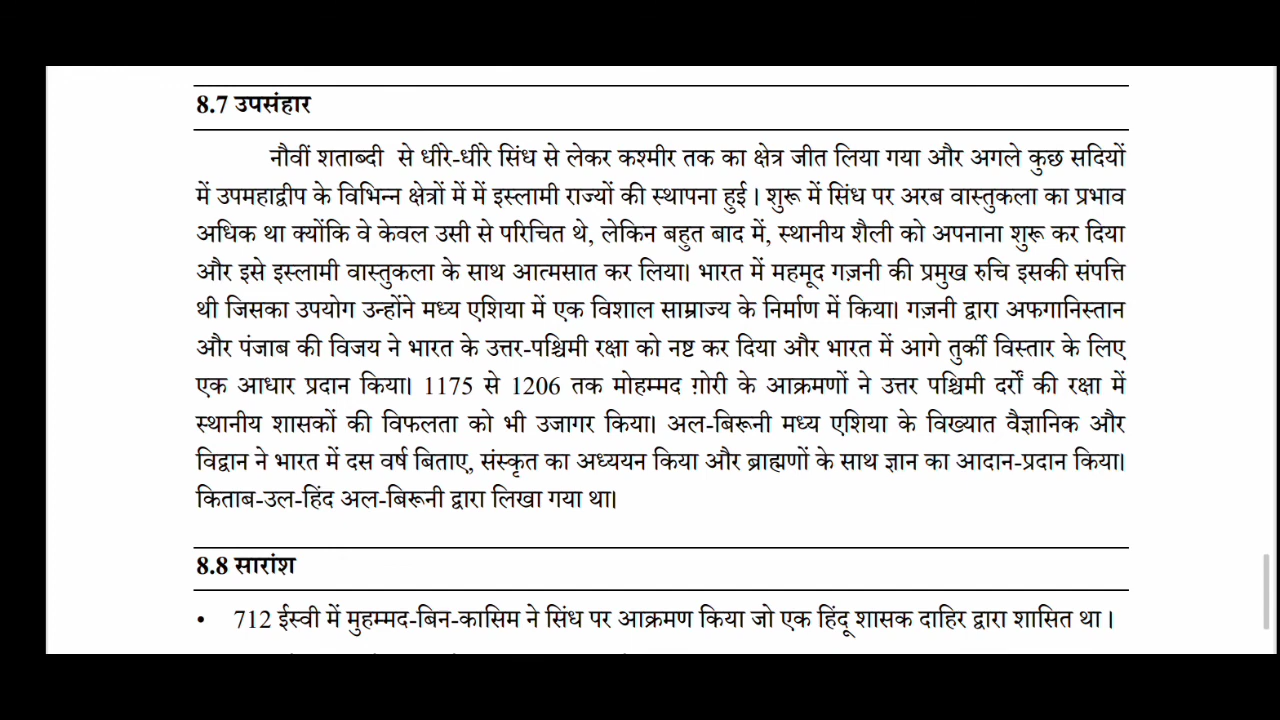 8.7 उपसंहार
नौवीं शताब्दी से धीरे-धीरे सिंध से लेकर कश्मीर तक का क्षेत्र जीत लिया गया और अगले कुछ सदियों
में उपमहाद्वीप के विभिन्न क्षेत्रों में में इस्लामी राज्यों की स्थापना हुई। शुरू में सिंध पर अरब वास्तुकला का प्रभाव
अधिक था क्योंकि वे केवल उसी से परिचित थे, लेकिन बहुत बाद में, स्थानीय शैली को अपनाना शुरू कर दिया
और इसे इस्लामी वास्तुकला के साथ आत्मसात कर लिया। भारत में महमूद गज़नी की प्रमुख रुचि इसकी संपत्ति
थी जिसका उपयोग उन्होंने मध्य एशिया में एक विशाल साम्राज्य के निर्माण में किया। गज़नी द्वारा अफगानिस्तान
और पंजाब की विजय ने भारत के उत्तर-पश्चिमी रक्षा को नष्ट कर दिया और भारत में आगे तुर्की विस्तार के लिए
एक आधार प्रदान किया। 1175 से 1206 तक मोहम्मद ग़ोरी के आक्रमणों ने उत्तर पश्चिमी दर्रों की रक्षा में
स्थानीय शासकों की विफलता को भी उजागर किया। अल-बिरूनी मध्य एशिया के विख्यात वैज्ञानिक और
विद्वान ने भारत में दस वर्ष बिताए, संस्कृत का अध्ययन किया और ब्राह्मणों के साथ ज्ञान का आदान-प्रदान किया।
किताब-उल-हिंद अल-बिरूनी द्वारा लिखा गया था।
8.8 सारांश
• 712 ईस्वी में मुहम्मद-बिन-कासिम ने सिंध पर आक्रमण किया जो एक हिंदू शासक दाहिर द्वारा शासित था।